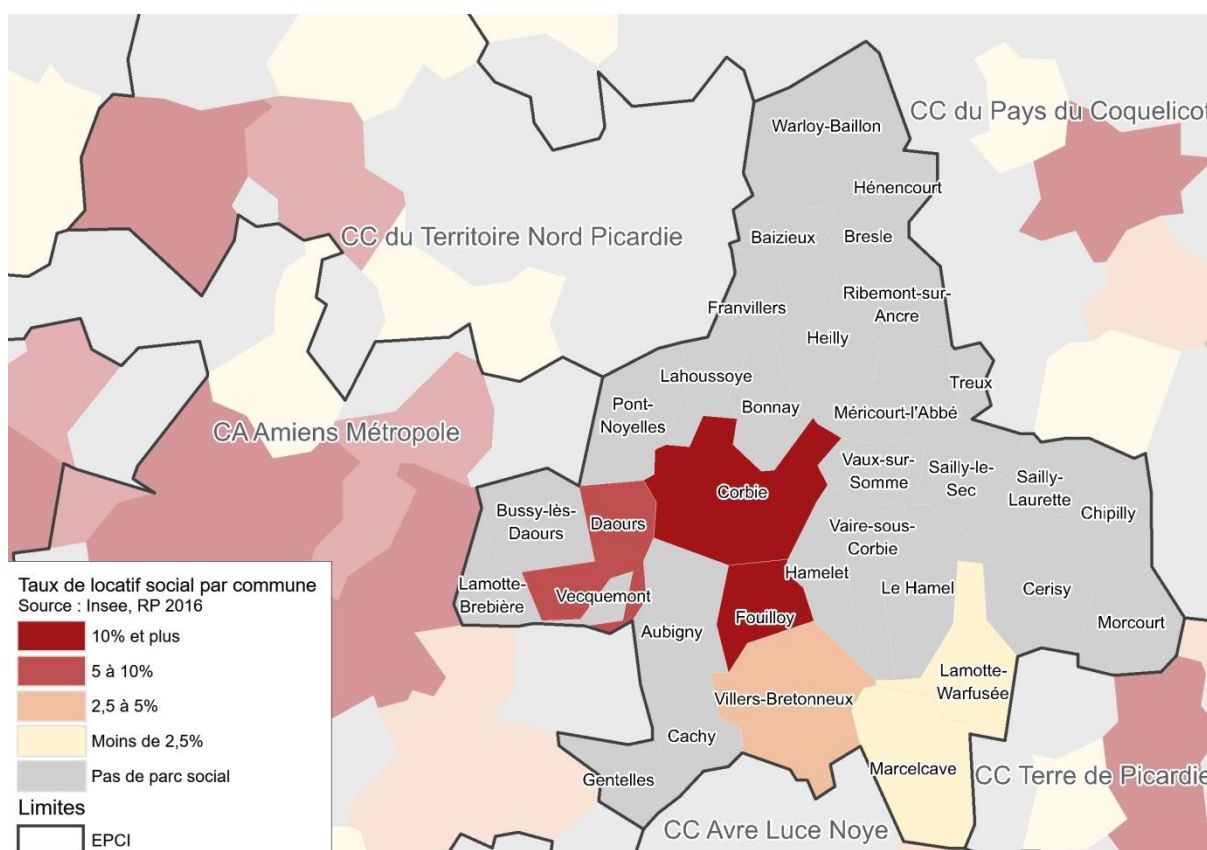 Warloy-Baillon
CC du Pays du Coquelicot
Hénencourt
CC du Territoire Nord Picardie
Baizieux
Bresle
Franvillers
Ribemont-sur-
Ancre
Heilly
Lahoussoye
Treux
Pont-
Noyelles
Bonnay
Méricourt-l'Abbé
CA Amiens Métropole
Vaux-sur-
Somme
Sailly-le-
Sec
Sailly-
Laurette
Corbie
Chipilly
Bussy-lès-
Daours
Daours
Vaire-sous-
Corbie
Hamelet
Le Hamel
Cerisy
Lamotte-
Brebière
Vecquemont
Fouilloy
Aubigny
Morcourt
Lamotte-
Warfusée
Villers-Bretonneux
Cachy
Marcelcave
Gentelles
CC Terre de Picardie
CC Avre Luce Noye
Taux de locatif social par commune
Source : Insee, RP 2016
10% et plus
5 à 10%
2,5 à 5%
Moins de 2,5%
Pas de parc social
Limites
EPCI